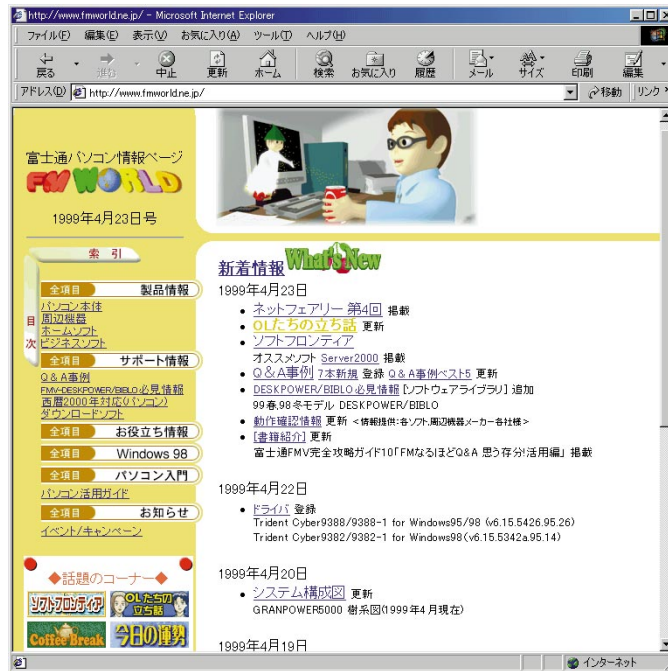 http://www.fmworld.ne.jp/ - Microsoft Internet Explorer
ファイル(F) 編集(E) 表示(V) お気に入り(A) ツール(T) ヘルプ(H)
戻る 進む 中止 更新 ホーム 検索 お気に入り 履歴 メール サイズ 印刷 編集
アドレス(D) http://www.fmworld.ne.jp/ 移動 リンク
富士通パソコン情報ページ
FM WORLD
1999年4月23日号
索引
目次
全項目 製品情報
パソコン本体
周辺機器
ホームソフト
ビジネスソフト
全項目 サポート情報
Q&A事例
FMV-DESKPOWER/BIBLO必見情報
西暦2000年対応(パソコン)
ダウンロードソフト
全項目 お役立ち情報
全項目 Windows 98
全項目 パソコン入門
パソコン活用ガイド
全項目 お知らせ
イベント/キャンペーン
◆話題のコーナー◆
ソフトフロンティア OLたちの立ち話
Coffee Break 今日の運勢
新着情報 What's New
1999年4月23日
• ネットフェアリー 第4回 掲載
• OLたちの立ち話 更新
• ソフトフロンティア
オススメソフト Server2000 掲載
• Q&A事例 7本新規 登録 Q&A事例ベスト5 更新
• DESKPOWER/BIBLO必見情報 [ソフトウェアライブラリ] 追加
99春,98冬モデル DESKPOWER/BIBLO
• 動作確認情報 更新 <情報提供:各ソフト,周辺機器メーカー各社様>
• [書籍紹介] 更新
富士通FMV完全攻略ガイド10「FMなるほどQ&A 思う存分!活用編」 掲載
1999年4月22日
• ドライバ 登録
Trident Cyber9388/9388-1 for Windows95/98 (v6.15.5426.95.26)
Trident Cyber9382/9382-1 for Windows98(v6.15.5342a.95.14)
1999年4月20日
• システム構成図 更新
GRANPOWER5000 樹系図(1999年4月現在)
1999年4月19日
インターネット